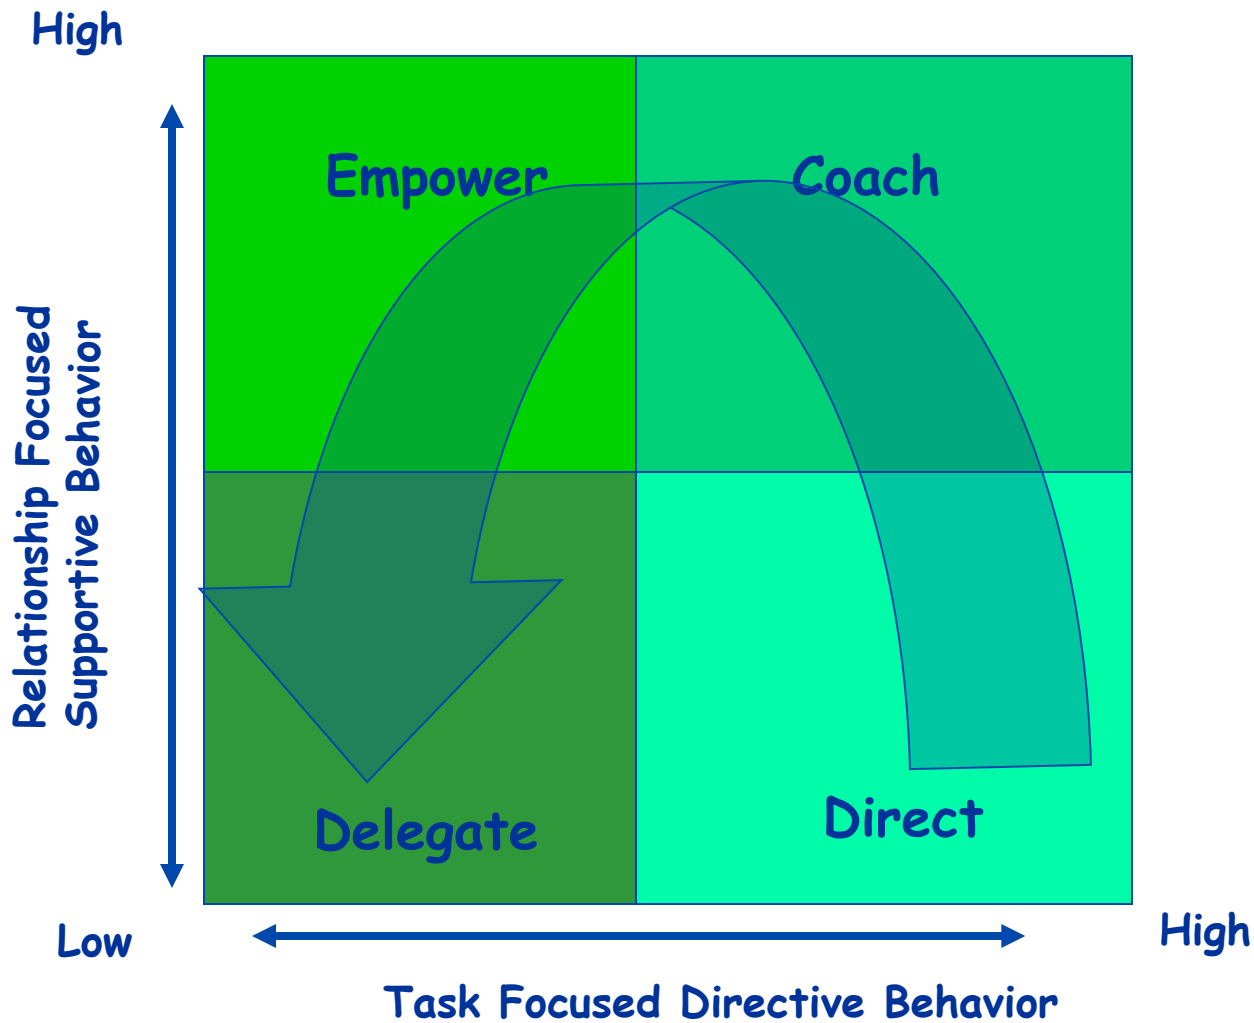 High
Empower
Coach
Relationship Focused
Supportive Behavior
Delegate
Direct
Low
High
Task Focused Directive Behavior